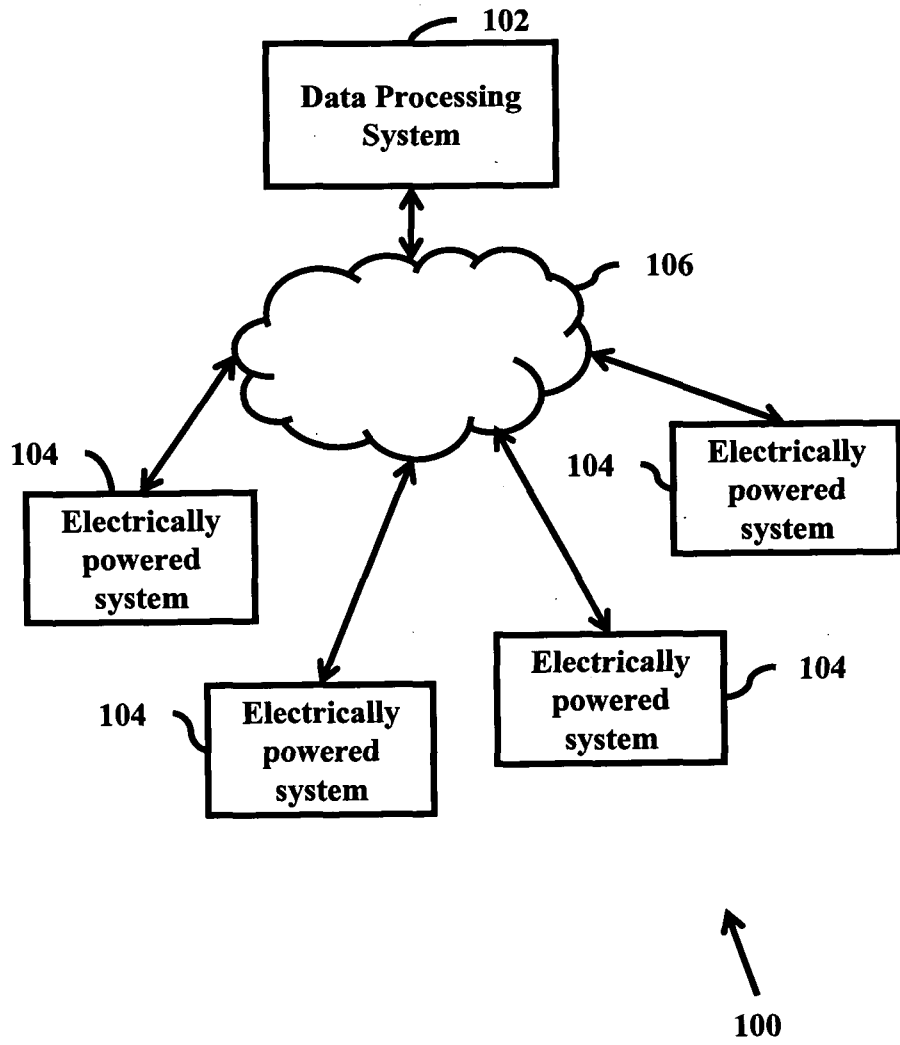 102
Data Processing
System
106
104
Electrically
powered
system
104
Electrically
powered
system
104
Electrically
powered
system
104
Electrically
powered
system
100